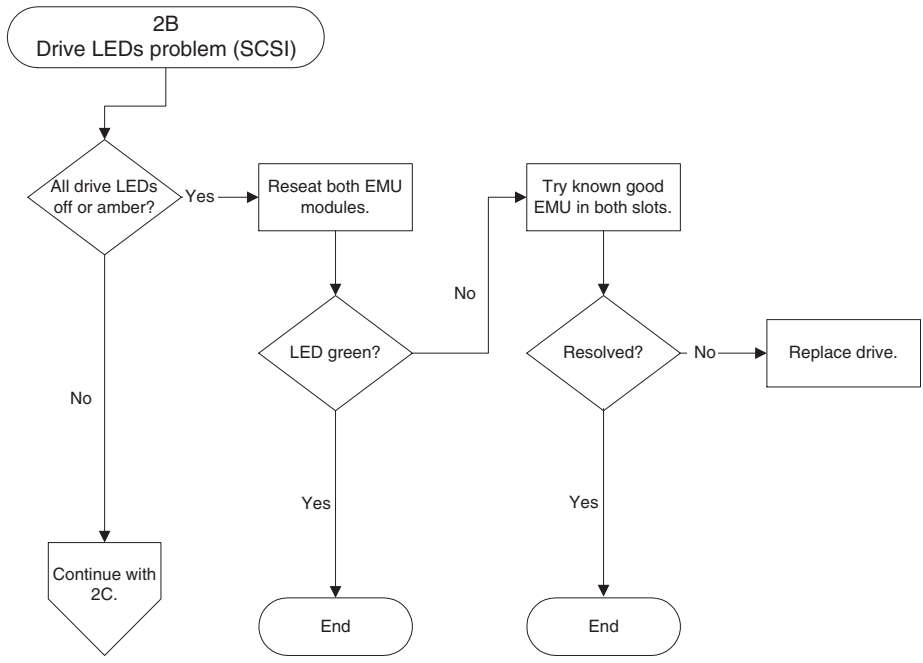 2B
Drive LEDs problem (SCSI)
All drive LEDs
off or amber?
Yes
Reseat both EMU
modules.
Try known good
EMU in both slots.
No
LED green?
Resolved?
No
Replace drive.
No
Yes
Yes
Continue with
2C.
End
End